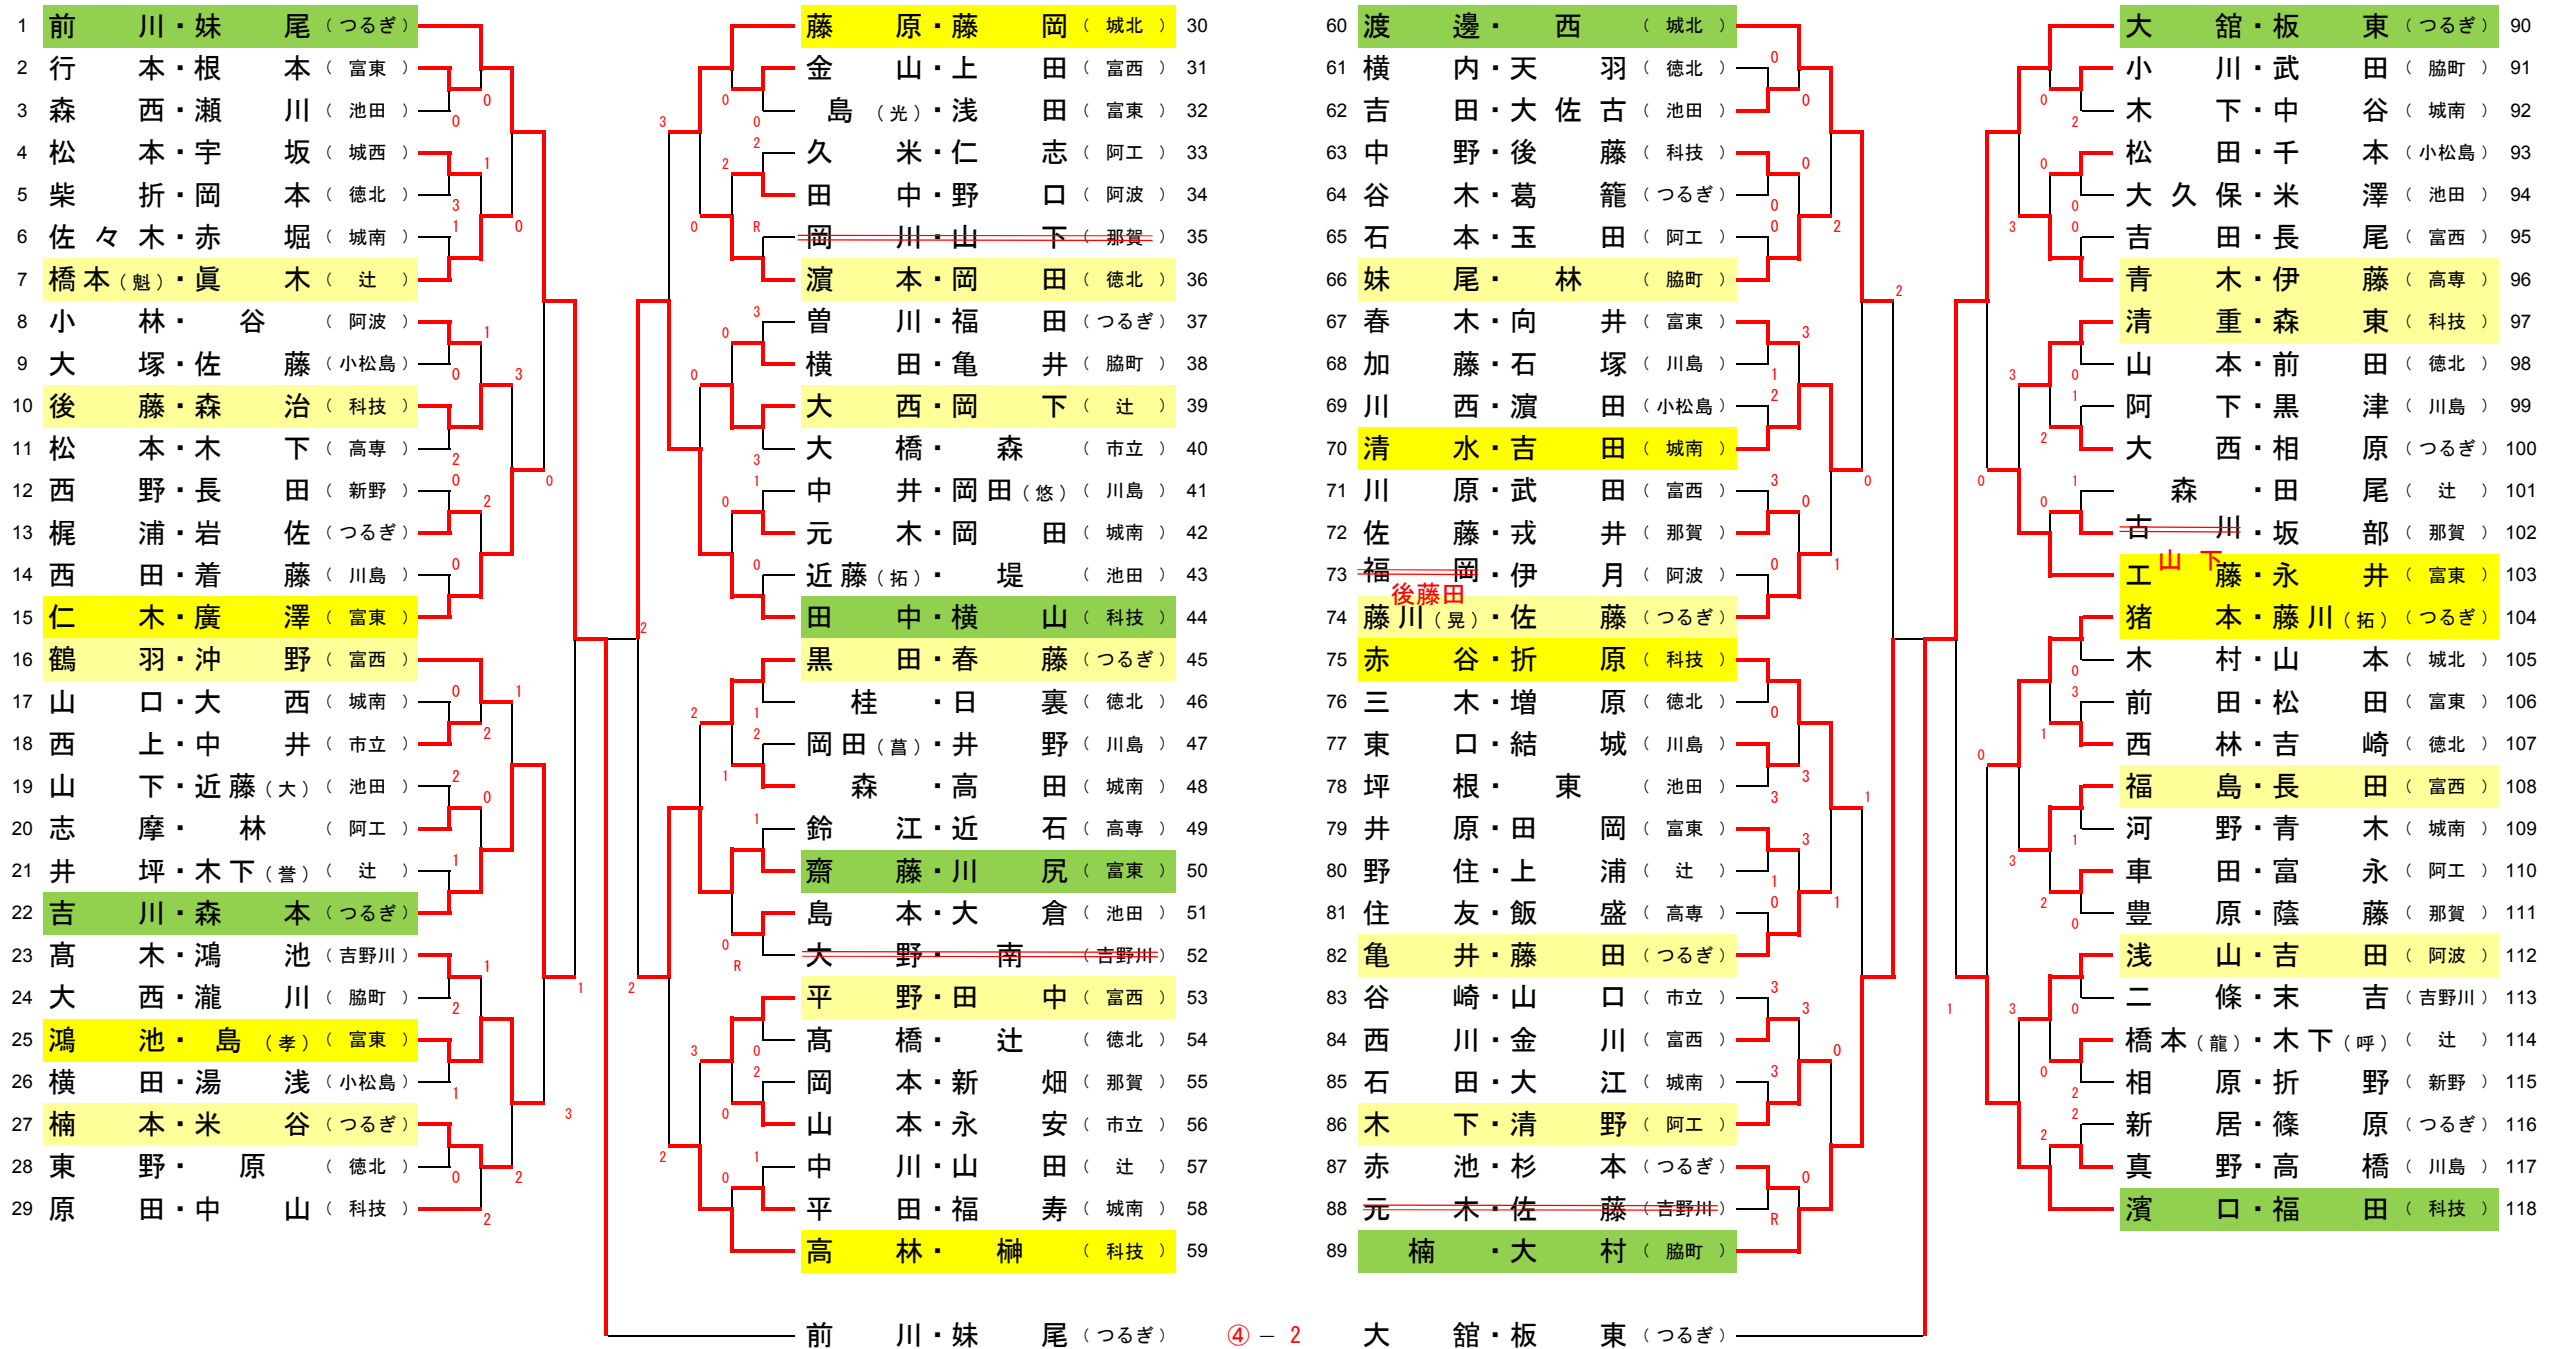 1 前川・妹尾（つるぎ）
2 行本・根本（富東）
3 森西・瀬川（池田）
4 松本・宇坂（城西）
5 柴折・岡本（徳北）
6 佐々木・赤堀（城南）
7 橋本（魁）・眞木（辻）
8 小林・谷（阿波）
9 大塚・佐藤（小松島）
10 後藤・森治（科技）
11 松本・木下（高専）
12 西野・長田（新野）
13 梶浦・岩佐（つるぎ）
14 西田・着藤（川島）
15 仁木・廣澤（富東）
16 鶴羽・沖野（富西）
17 山口・大西（城南）
18 西上・中井（市立）
19 山下・近藤（大）（池田）
20 志摩・林（阿工）
21 井坪・木下（誉）（辻）
22 吉川・森本（つるぎ）
23 髙木・鴻池（吉野川）
24 大西・瀧川（脇町）
25 鴻池・島（孝）（富東）
26 横田・湯浅（小松島）
27 楠本・米谷（つるぎ）
28 東野・原（徳北）
29 原田・中山（科技）
藤原・藤岡（城北）30
金山・上田（富西）31
島（光）・浅田（富東）32
久米・仁志（阿工）33
田中・野口（阿波）34
岡川・山下（那賀）35
濵本・岡田（徳北）36
曽川・福田（つるぎ）37
横田・亀井（脇町）38
大西・岡下（辻）39
大橋・森（市立）40
中井・岡田（悠）（川島）41
元木・岡田（城南）42
近藤（拓）・堤（池田）43
田中・横山（科技）44
黒田・春藤（つるぎ）45
桂・日裏（徳北）46
岡田（菖）・井野（川島）47
森・高田（城南）48
鈴江・近石（高専）49
齋藤・川尻（富東）50
島本・大倉（池田）51
大野・南（吉野川）52
平野・田中（富西）53
髙橋・辻（徳北）54
岡本・新畑（那賀）55
山本・永安（市立）56
中川・山田（辻）57
平田・福寿（城南）58
高林・榊（科技）59
60 渡邊・西（城北）
61 横内・天羽（徳北）
62 吉田・大佐古（池田）
63 中野・後藤（科技）
64 谷木・葛籠（つるぎ）
65 石本・玉田（阿工）
66 妹尾・林（脇町）
67 春木・向井（富東）
68 加藤・石塚（川島）
69 川西・濵田（小松島）
70 清水・吉田（城南）
71 川原・武田（富西）
72 佐藤・戎井（那賀）
73 福岡・伊月（阿波）
後藤田
74 藤川（晃）・佐藤（つるぎ）
75 赤谷・折原（科技）
76 三木・増原（徳北）
77 東口・結城（川島）
78 坪根・東（池田）
79 井原・田岡（富東）
80 野住・上浦（辻）
81 住友・飯盛（高専）
82 亀井・藤田（つるぎ）
83 谷崎・山口（市立）
84 西川・金川（富西）
85 石田・大江（城南）
86 木下・清野（阿工）
87 赤池・杉本（つるぎ）
88 元木・佐藤（吉野川）
89 楠・大村（脇町）
大舘・板東（つるぎ）90
小川・武田（脇町）91
木下・中谷（城南）92
松田・千本（小松島）93
大久保・米澤（池田）94
吉田・長尾（富西）95
青木・伊藤（高専）96
清重・森東（科技）97
山本・前田（徳北）98
阿下・黒津（川島）99
大西・相原（つるぎ）100
森・田尾（辻）101
古川・坂部（那賀）102
山下
工藤・永井（富東）103
猪本・藤川（拓）（つるぎ）104
木村・山本（城北）105
前田・松田（富東）106
西林・吉崎（徳北）107
福島・長田（富西）108
河野・青木（城南）109
車田・富永（阿工）110
豊原・蔭藤（那賀）111
浅山・吉田（阿波）112
二條・末吉（吉野川）113
橋本（龍）・木下（呼）（辻）114
相原・折野（新野）115
新居・篠原（つるぎ）116
真野・高橋（川島）117
濱口・福田（科技）118
前川・妹尾（つるぎ） ④－2 大舘・板東（つるぎ）